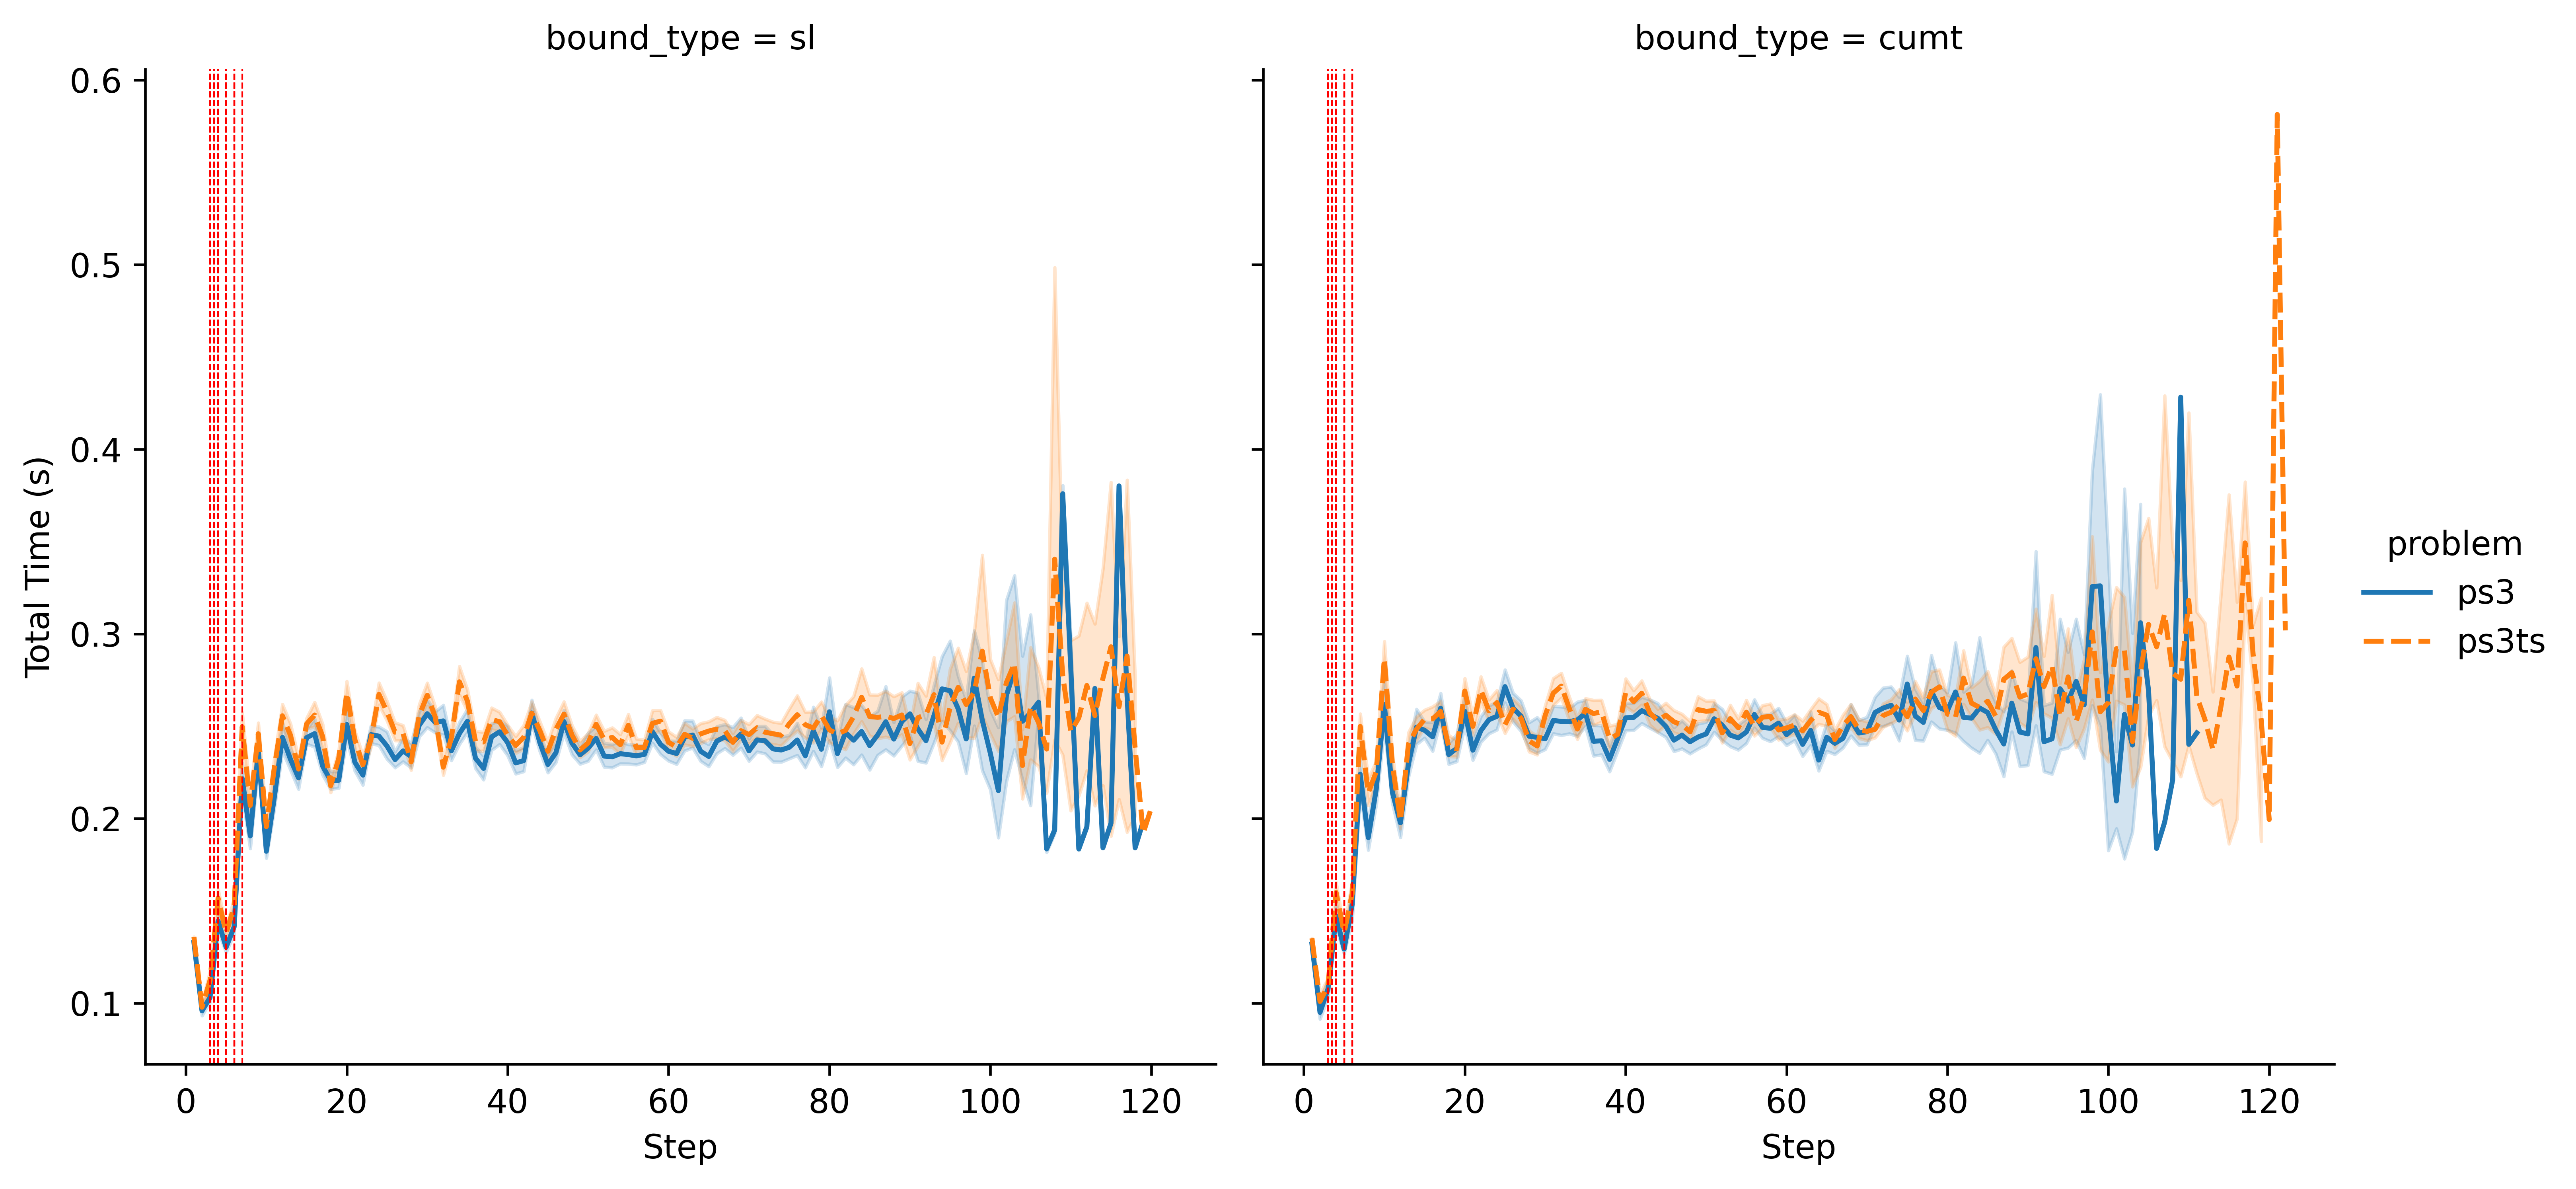 bound_type = sl
bound_type = cumt
0.6
0.5
0.4
0.3
0.2
0.1
Total Time (s)
0 20 40 60 80 100 120
0 20 40 60 80 100 120
Step
Step
problem
ps3
ps3ts